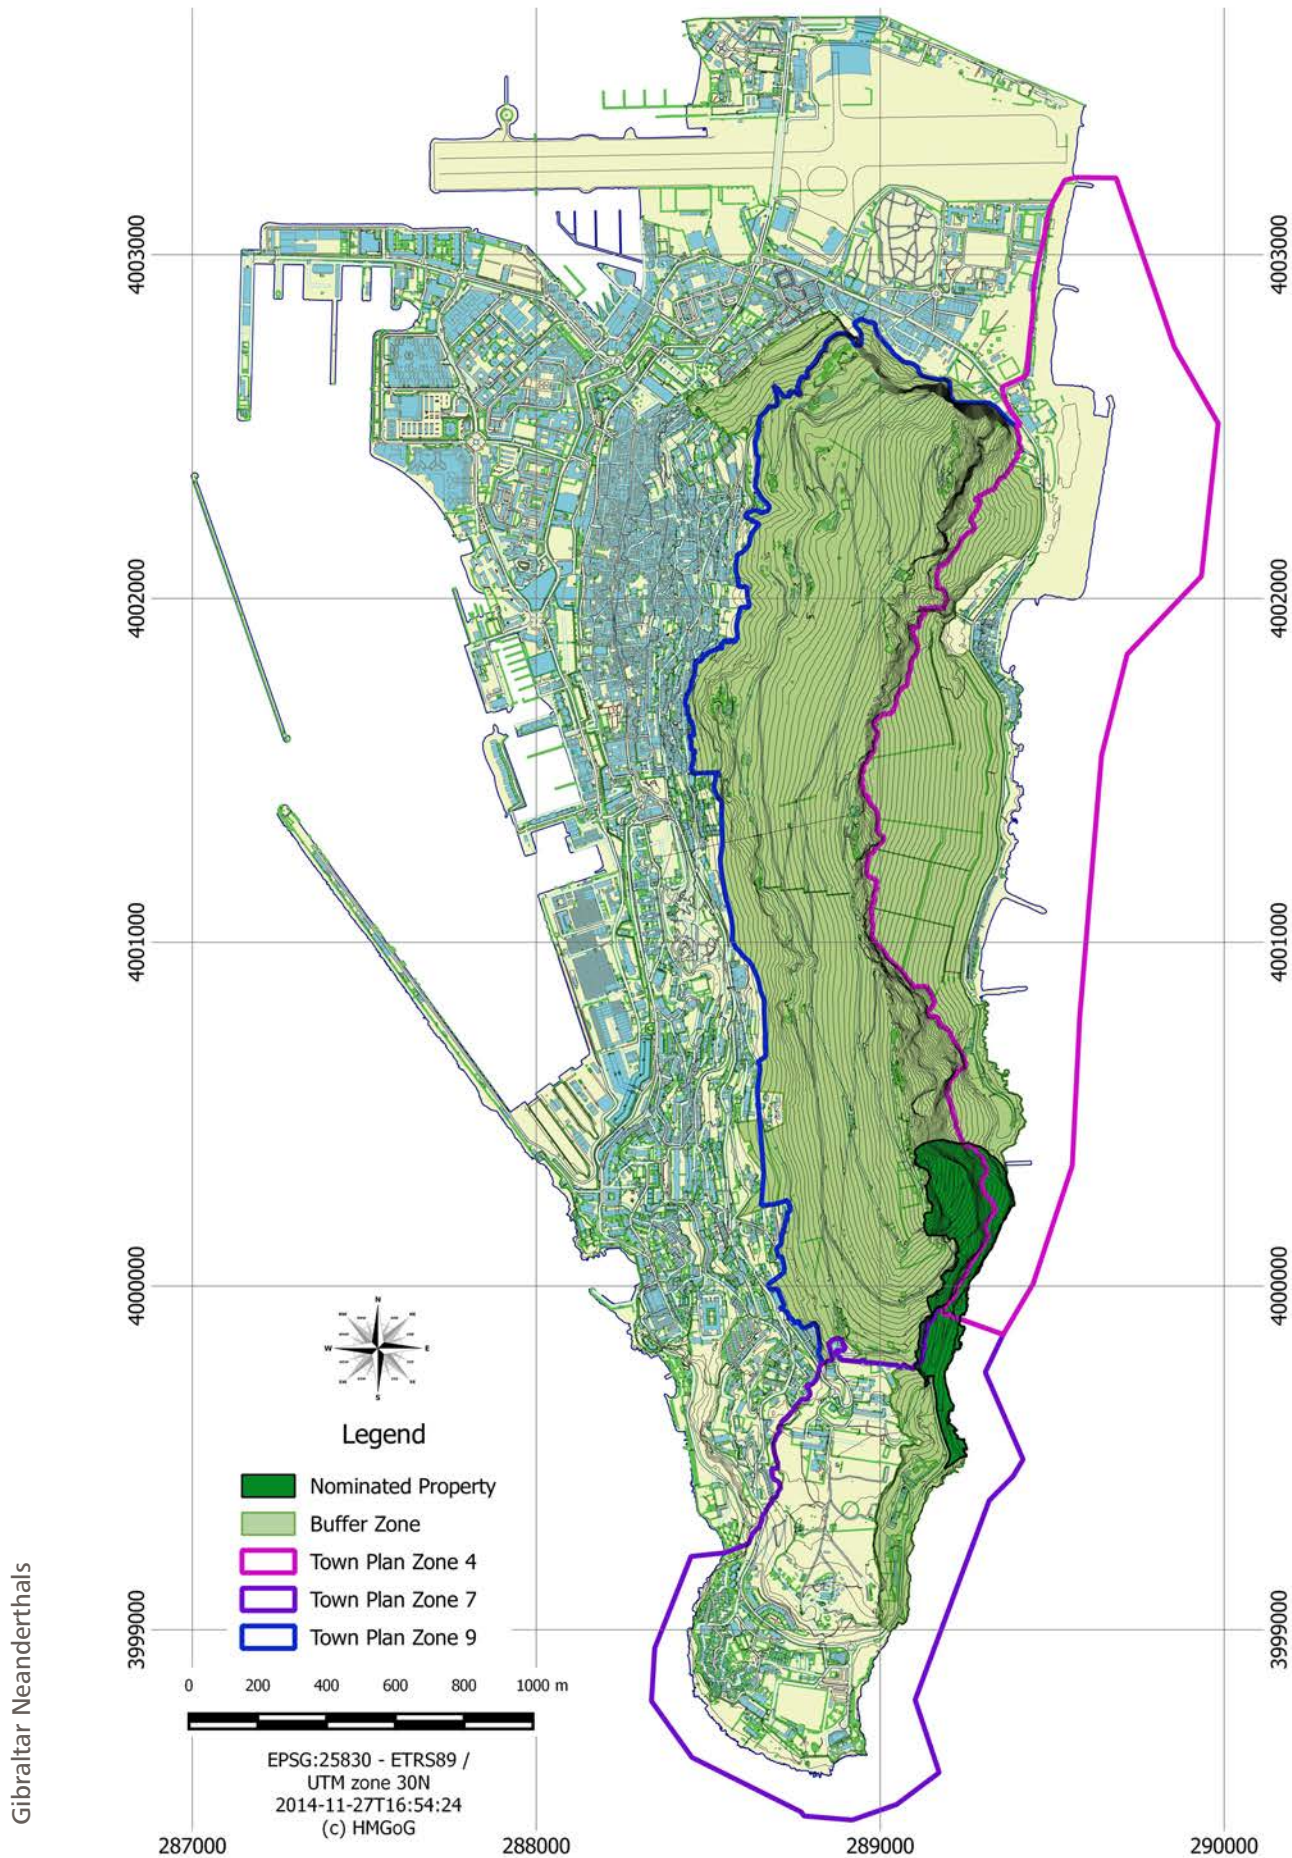 4003000
4003000
4002000
4002000
4001000
4001000
4000000
4000000
N
W
E
S
Legend
Nominated Property
Buffer Zone
Town Plan Zone 4
Town Plan Zone 7
Town Plan Zone 9
3999000
3999000
0 200 400 600 800 1000 m
EPSG:25830 - ETRS89 /
UTM zone 30N
2014-11-27T16:54:24
(c) HMGoG
287000 288000 289000 290000
Gibraltar Neanderthals